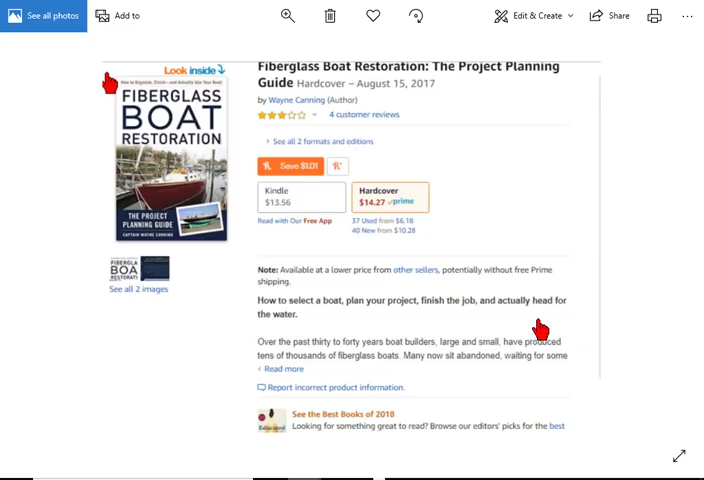 See all photos
Add to
Edit & Create
Share
Look inside
How to Organize, Finish—and Actually Use Your Boat!
FIBERGLASS
BOAT
RESTORATION
THE PROJECT
PLANNING GUIDE
CAPTAIN WAYNE CANNING
FIBERGLA
BOA
RESTORATI
See all 2 images
Fiberglass Boat Restoration: The Project Planning
Guide Hardcover – August 15, 2017
by Wayne Canning (Author)
4 customer reviews
See all 2 formats and editions
Save $1.01
Kindle
$13.56
Hardcover
$14.27 prime
Read with Our Free App
37 Used from $6.18
40 New from $10.28
Note: Available at a lower price from other sellers, potentially without free Prime
shipping.
How to select a boat, plan your project, finish the job, and actually head for
the water.
Over the past thirty to forty years boat builders, large and small, have produced
tens of thousands of fiberglass boats. Many now sit abandoned, waiting for some
Read more
Report incorrect product information.
Educated
See the Best Books of 2018
Looking for something great to read? Browse our editors' picks for the best